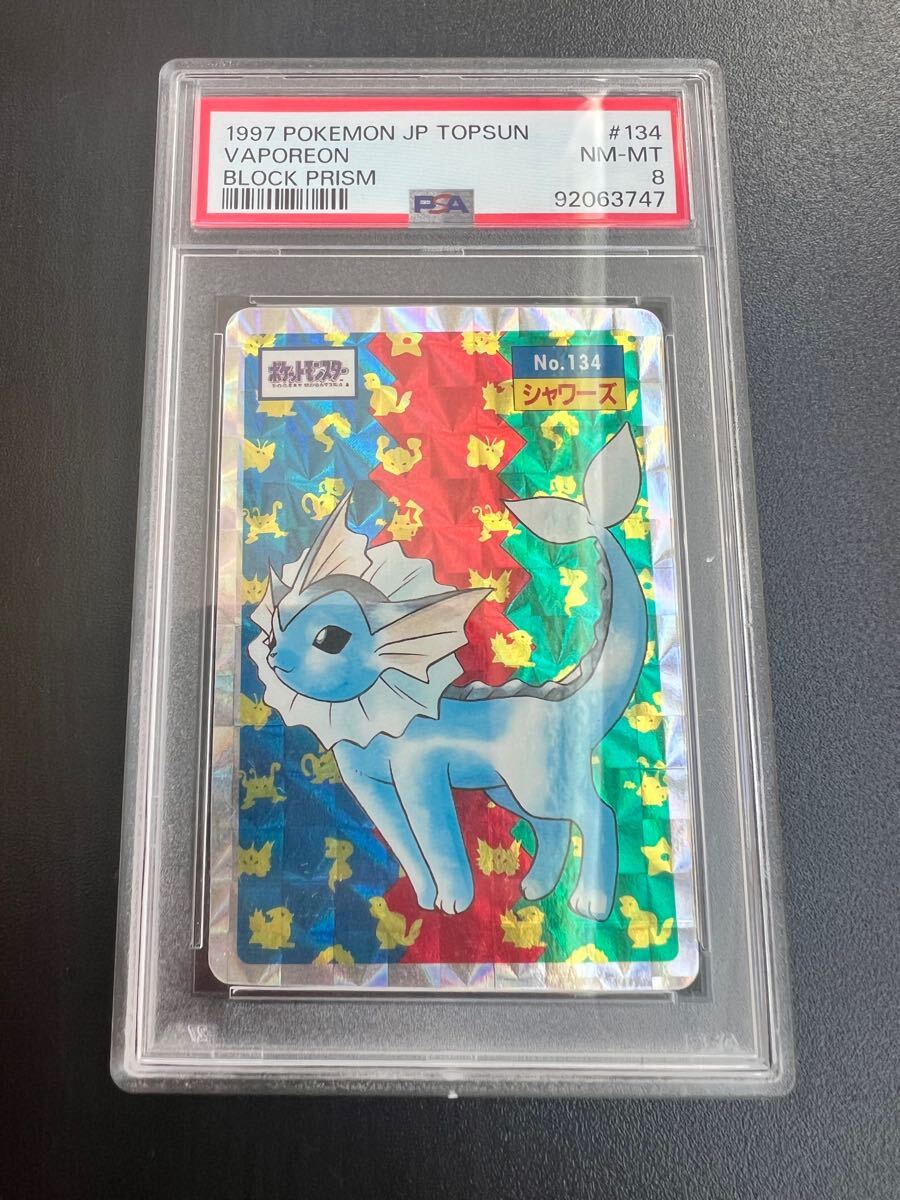 1997 POKEMON JP TOPSUN #134
VAPOREON NM-MT
BLOCK PRISM 8
PSA 92063747
ポケットモンスター
No.134
シャワーズ